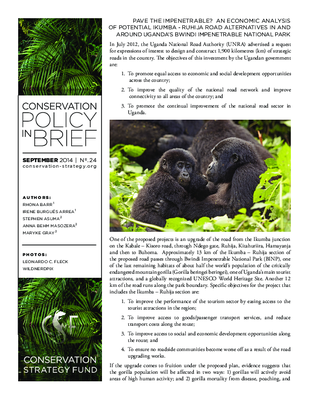 PAVE THE IMPENETRABLE? AN ECONOMIC ANALYSIS
OF POTENTIAL IKUMBA - RUHIJA ROAD ALTERNATIVES IN AND
AROUND UGANDA'S BWINDI IMPENETRABLE NATIONAL PARK
In July 2012, the Uganda National Road Authority (UNRA) advertised a request
for expressions of interest to design and construct 1,900 kilometers (km) of strategic
roads in the country. The objectives of this investment by the Ugandan government
are:
1. To promote equal access to economic and social development opportunities
across the country;
2. To improve the quality of the national road network and improve
connectivity to all areas of the country; and
3. To promote the continual improvement of the national road sector in
Uganda.
CONSERVATION
POLICY
IN BRIEF
SEPTEMBER 2014 | Nº. 24
conservation-strategy.org
AUTHORS:
RHONA BARR¹
IRENE BURGUÉS ARREA¹
STEPHEN ASUMA²
ANNA BEHM MASOZERA²
MARYKE GRAY²
PHOTOS:
LEONARDO C. FLECK
WILDNERDPIX
CONSERVATION
STRATEGY FUND
One of the proposed projects is an upgrade of the road from the Ikumba junction
on the Kabale – Kisoro road, through Ndego gate, Ruhija, Kitahurira, Hamayanja
and then to Buhoma. Approximately 13 km of the Ikumba – Ruhija section of
the proposed road passes through Bwindi Impenetrable National Park (BINP), one
of the last remaining habitats of about half the world's population of the critically
endangered mountain gorilla (Gorilla beringei beringei), one of Uganda's main tourist
attractions, and a globally recognised UNESCO World Heritage Site. Another 3.2
km of the road runs along the park boundary. Specific objectives for the project that
includes the Ikumba – Ruhija section are:
1. To improve the performance of the tourism sector by easing access to the
tourist attractions in the region;
2. To improve access to goods/passenger transport services, and reduce
transport costs along the route;
3. To improve access to social and economic development opportunities along
the route; and
4. To ensure no roadside communities become worse off as a result of the road
upgrading works.
If the upgrade comes to fruition under the proposed plan, evidence suggests that
the gorilla population will be affected in two ways: 1) gorillas will actively avoid
areas of high human activity; and 2) gorilla mortality from disease, poaching, and